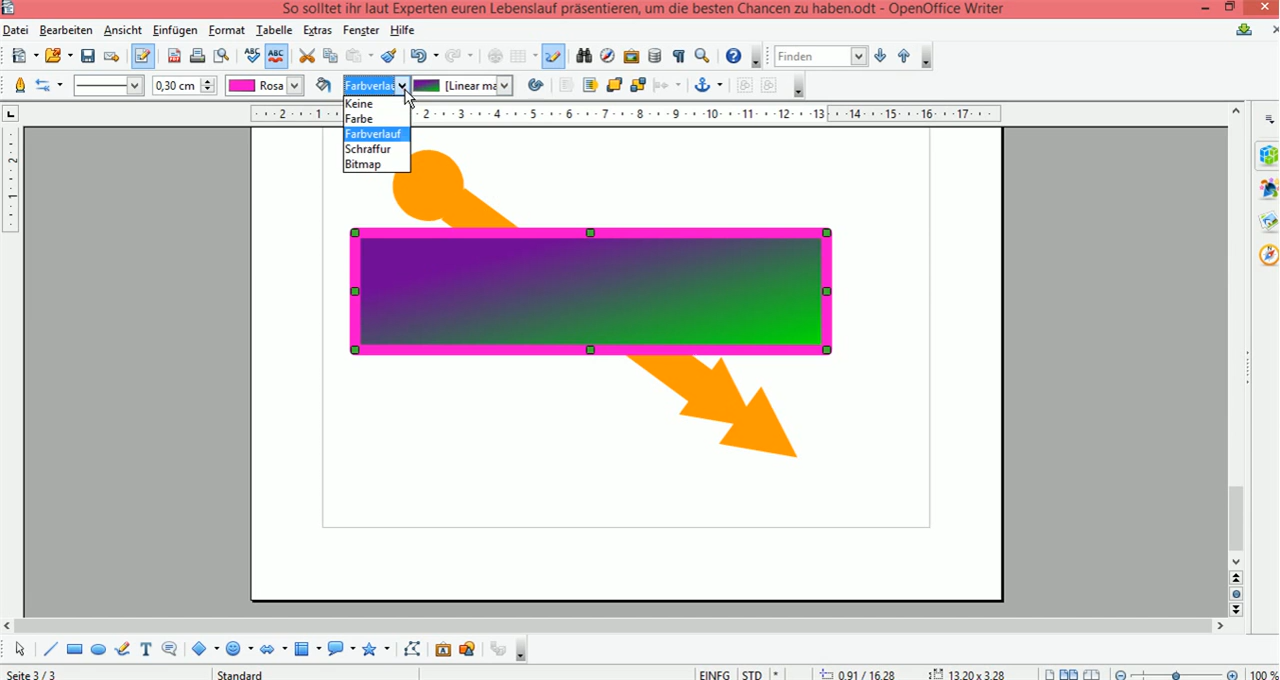 So solltet ihr laut Experten euren Lebenslauf präsentieren, um die besten Chancen zu haben.odt - OpenOffice Writer
Datei Bearbeiten Ansicht Einfügen Format Tabelle Extras Fenster Hilfe
ABC ABC Finden
0,30 cm Rosa Farbverlau [Linear ma
Keine
Farbe
Farbverlauf
Schraffur
Bitmap
2 1 2 3 4 5 6 7 8 9 10 11 12 13 14 15 16 17
2
1
Seite 3 / 3 Standard EINFG STD * 0.91 / 16.28 13.20 x 3.28 100 %